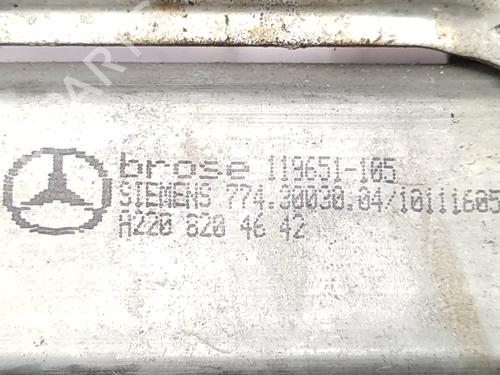 brose 119651-105
SIEMENS 774.30030.04/10111605
A220 820 46 42